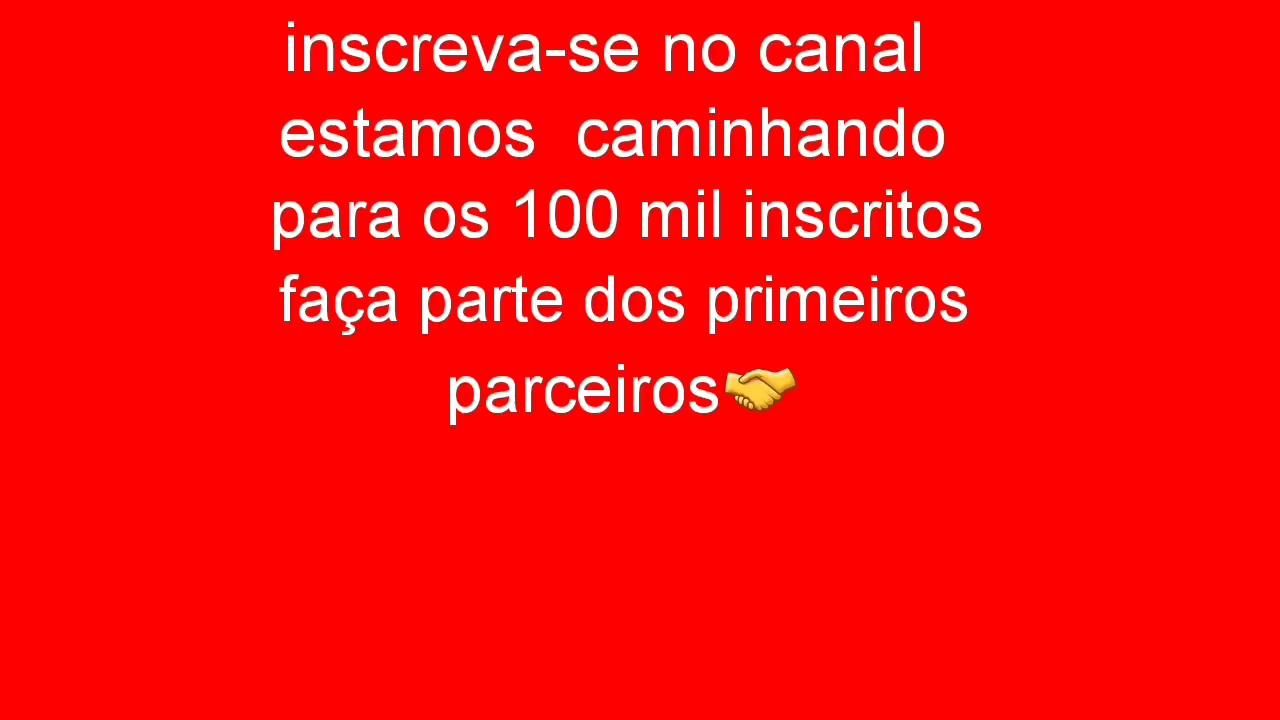 inscreva-se no canal
estamos  caminhando
para os 100 mil inscritos
faça parte dos primeiros
parceiros🤝